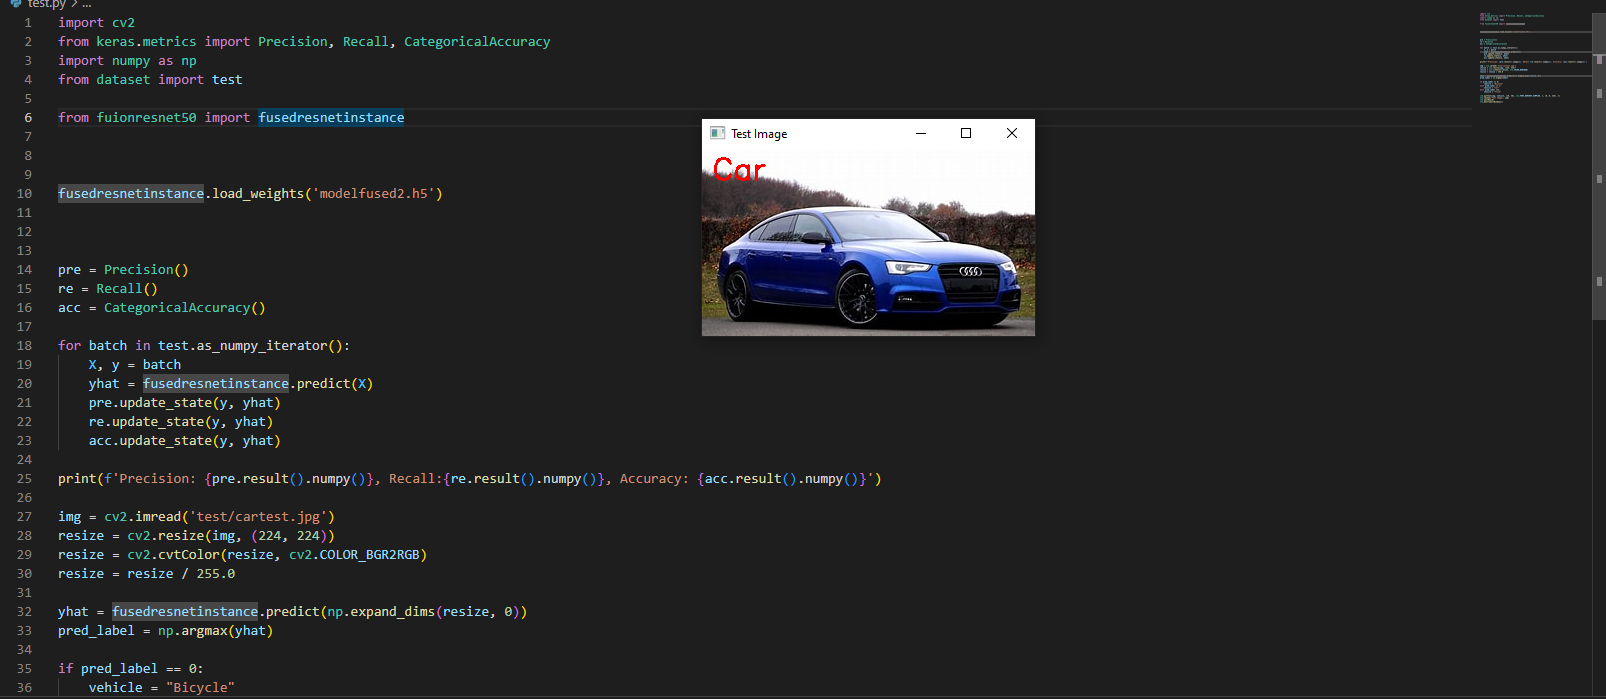 test.py > ...
1 import cv2
2 from keras.metrics import Precision, Recall, CategoricalAccuracy
3 import numpy as np
4 from dataset import test
5
6 from fuionresnet50 import fusedresnetinstance
7
8
9
10 fusedresnetinstance.load_weights('modelfused2.h5')
11
12
13
14 pre = Precision()
15 re = Recall()
16 acc = CategoricalAccuracy()
17
18 for batch in test.as_numpy_iterator():
19     X, y = batch
20     yhat = fusedresnetinstance.predict(X)
21     pre.update_state(y, yhat)
22     re.update_state(y, yhat)
23     acc.update_state(y, yhat)
24
25 print(f'Precision: {pre.result().numpy()}, Recall:{re.result().numpy()}, Accuracy: {acc.result().numpy()}')
26
27 img = cv2.imread('test/cartest.jpg')
28 resize = cv2.resize(img, (224, 224))
29 resize = cv2.cvtColor(resize, cv2.COLOR_BGR2RGB)
30 resize = resize / 255.0
31
32 yhat = fusedresnetinstance.predict(np.expand_dims(resize, 0))
33 pred_label = np.argmax(yhat)
34
35 if pred_label == 0:
36     vehicle = "Bicycle"
Test Image
Car